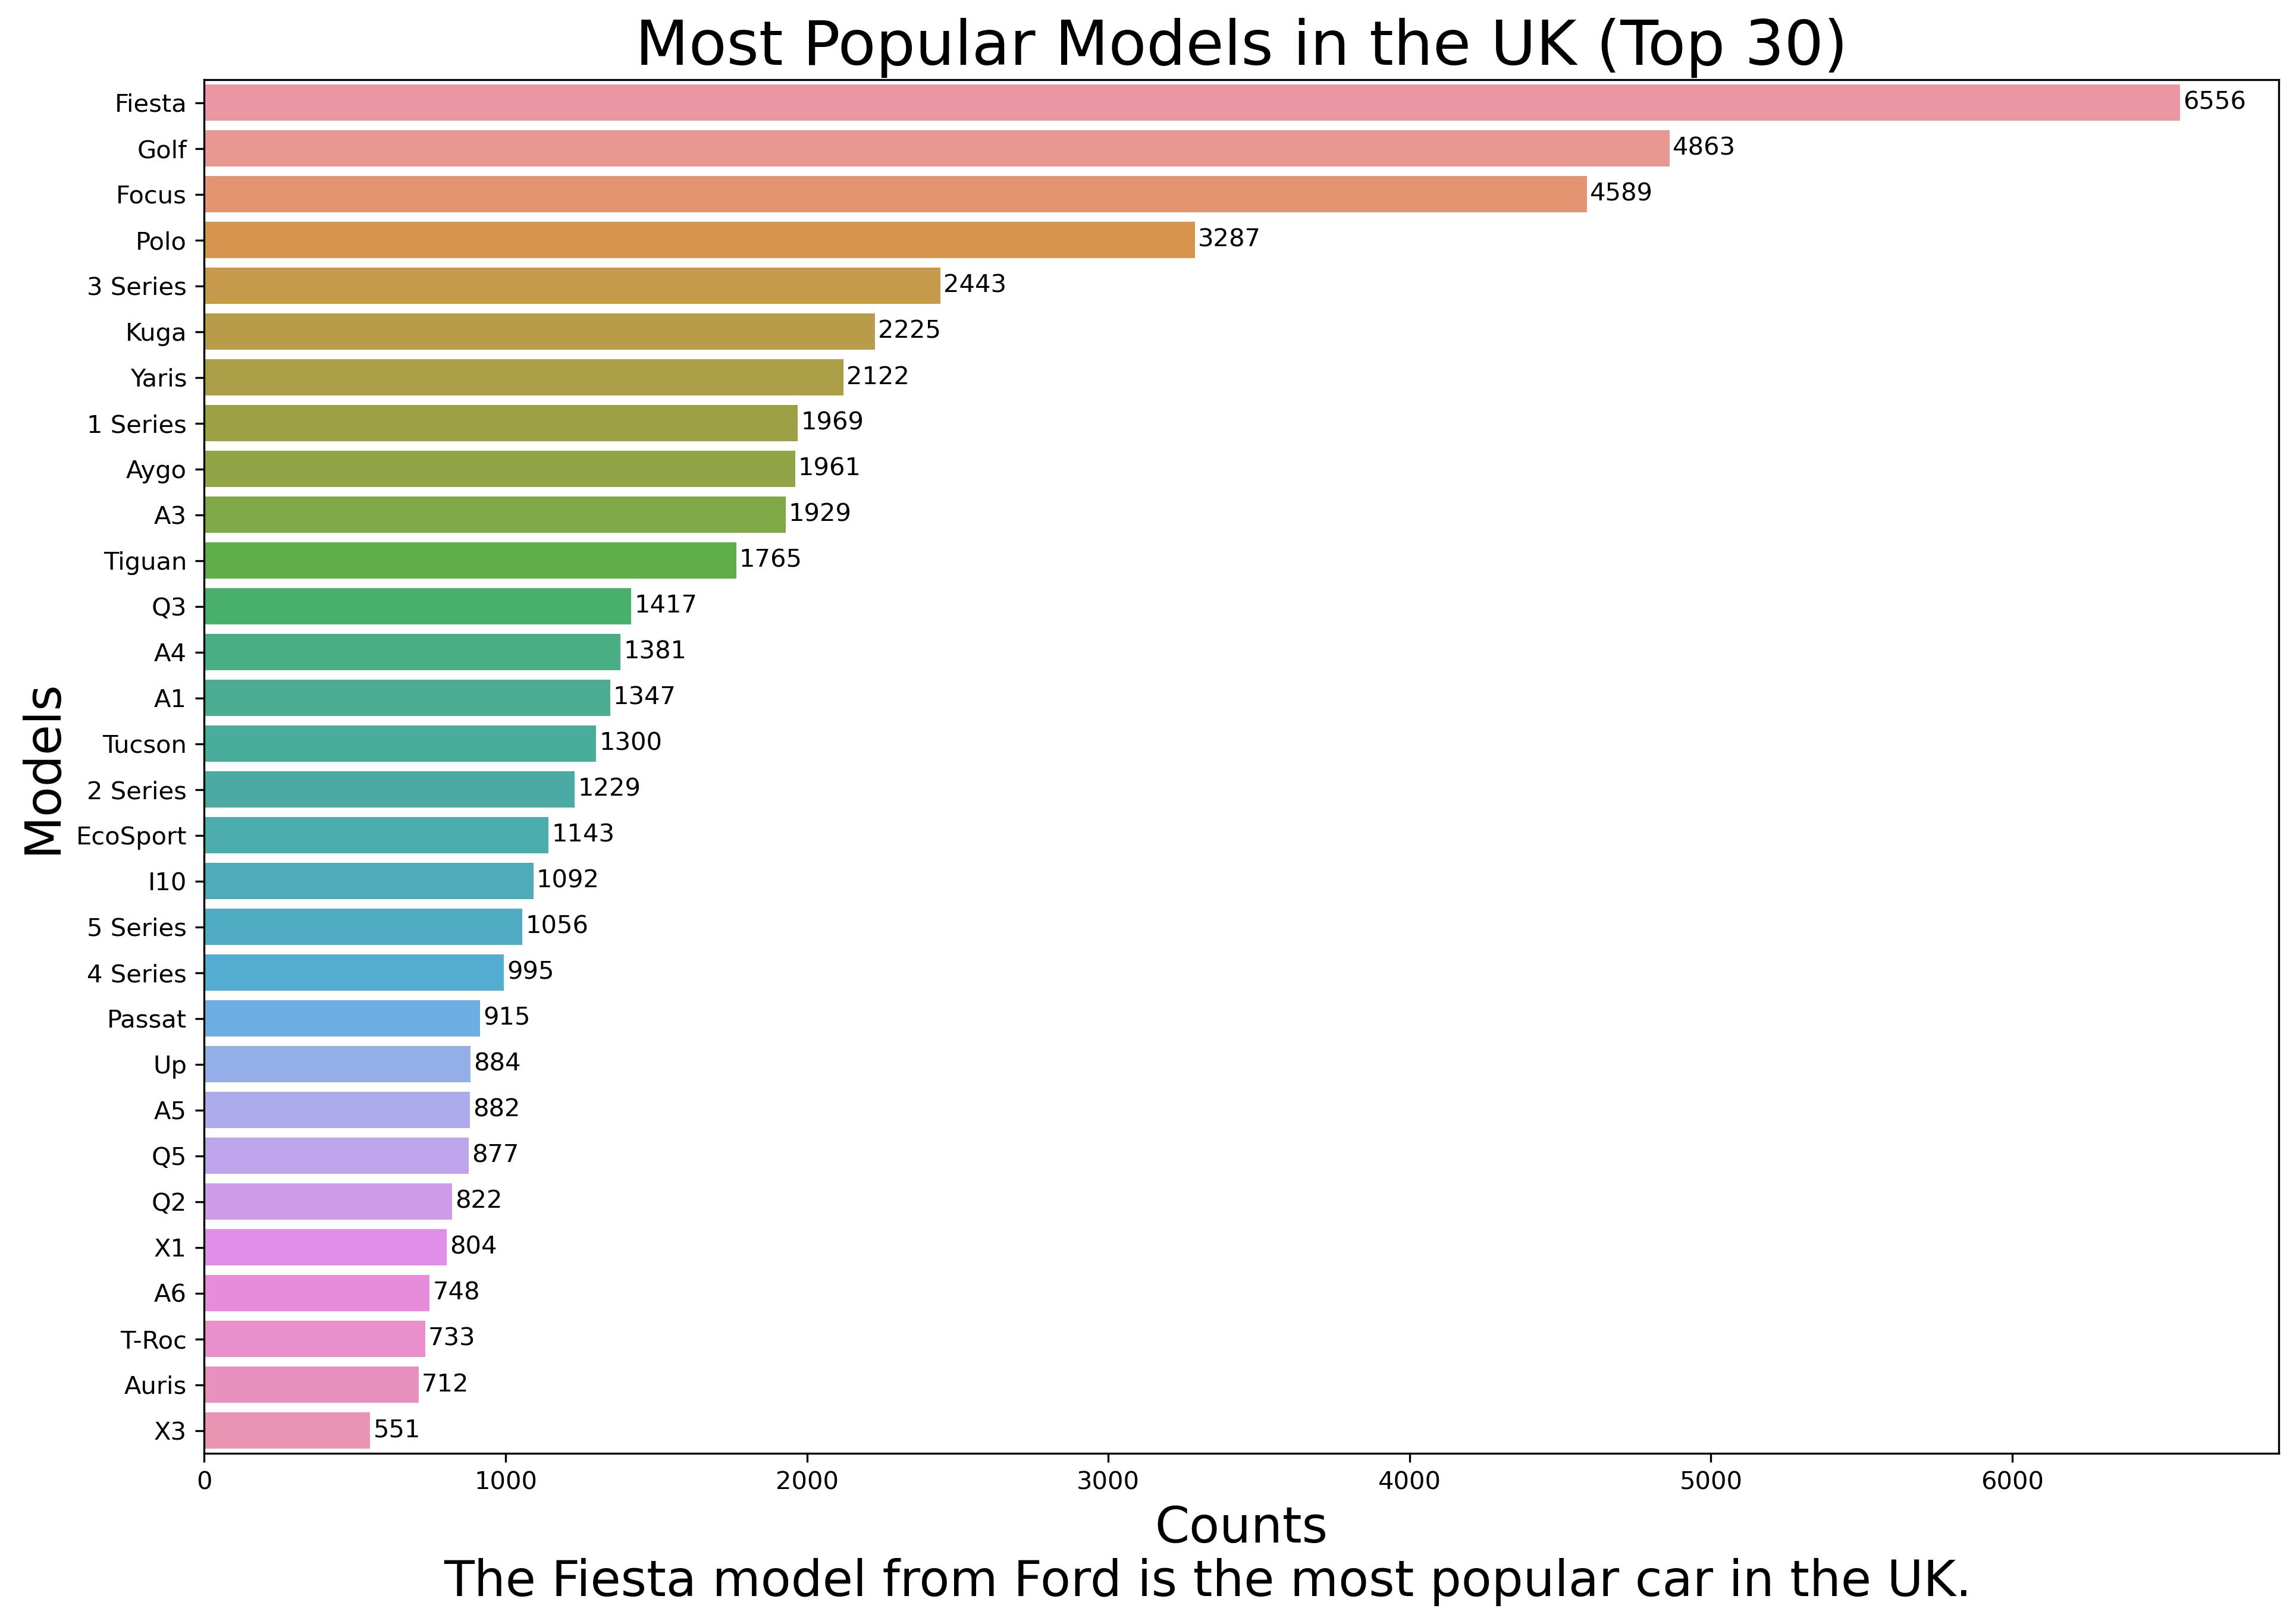 Most Popular Models in the UK (Top 30)
Fiesta 6556
Golf 4863
Focus 4589
Polo 3287
3 Series 2443
Kuga 2225
Yaris 2122
1 Series 1969
Aygo 1961
A3 1929
Tiguan 1765
Q3 1417
A4 1381
A1 1347
Tucson 1300
2 Series 1229
EcoSport 1143
I10 1092
5 Series 1056
4 Series 995
Passat 915
Up 884
A5 882
Q5 877
Q2 822
X1 804
A6 748
T-Roc 733
Auris 712
X3 551
Models
0 1000 2000 3000 4000 5000 6000
Counts
The Fiesta model from Ford is the most popular car in the UK.